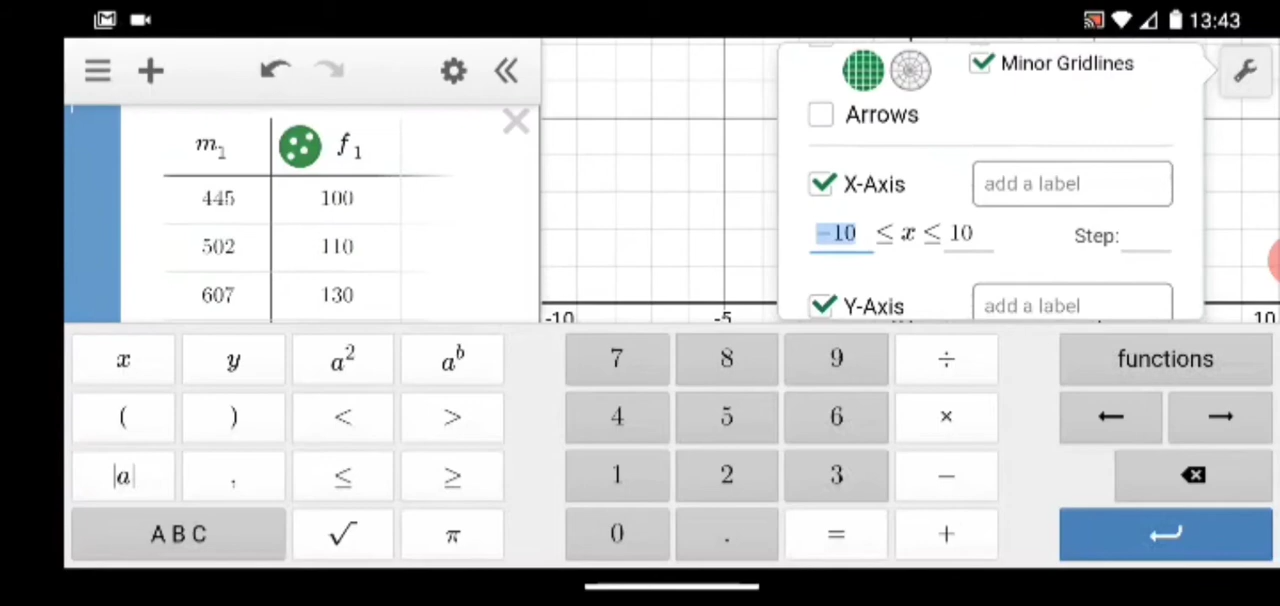 13:43
Minor Gridlines
Arrows
m₁ f₁
445 100
502 110
607 130
X-Axis add a label
−10 ≤ x ≤ 10 Step:
Y-Axis add a label
-10 -5 10
x y a² aᵇ 7 8 9 ÷ functions
( ) < > 4 5 6 × ← →
|a| , ≤ ≥ 1 2 3 −
A B C √ π 0 . = +